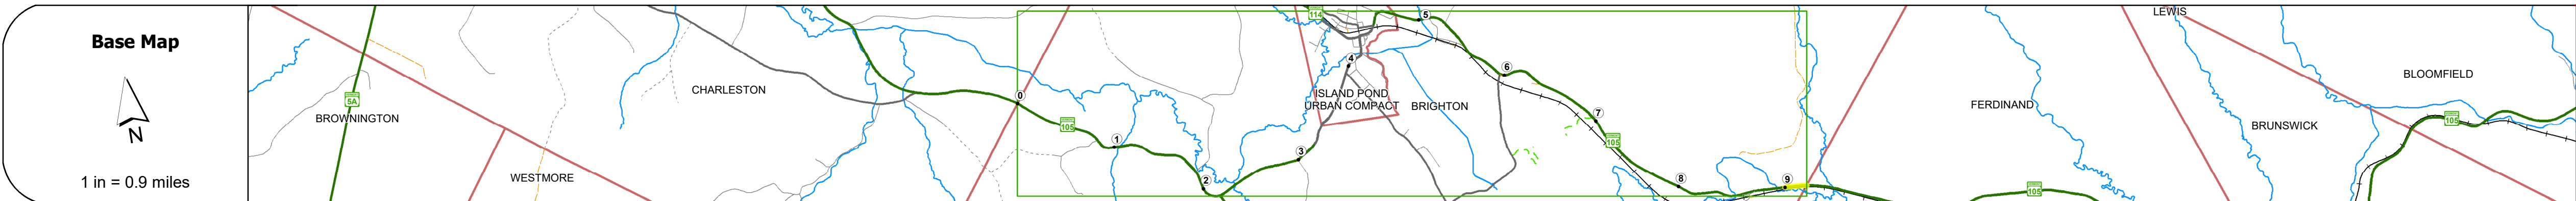 Base Map
N
1 in = 0.9 miles
5A
BROWNINGTON
WESTMORE
CHARLESTON
0
105
1
2
3
4
114
ISLAND POND
URBAN COMPACT
BRIGHTON
5
6
7
105
8
9
FERDINAND
105
LEWIS
BRUNSWICK
BLOOMFIELD
105